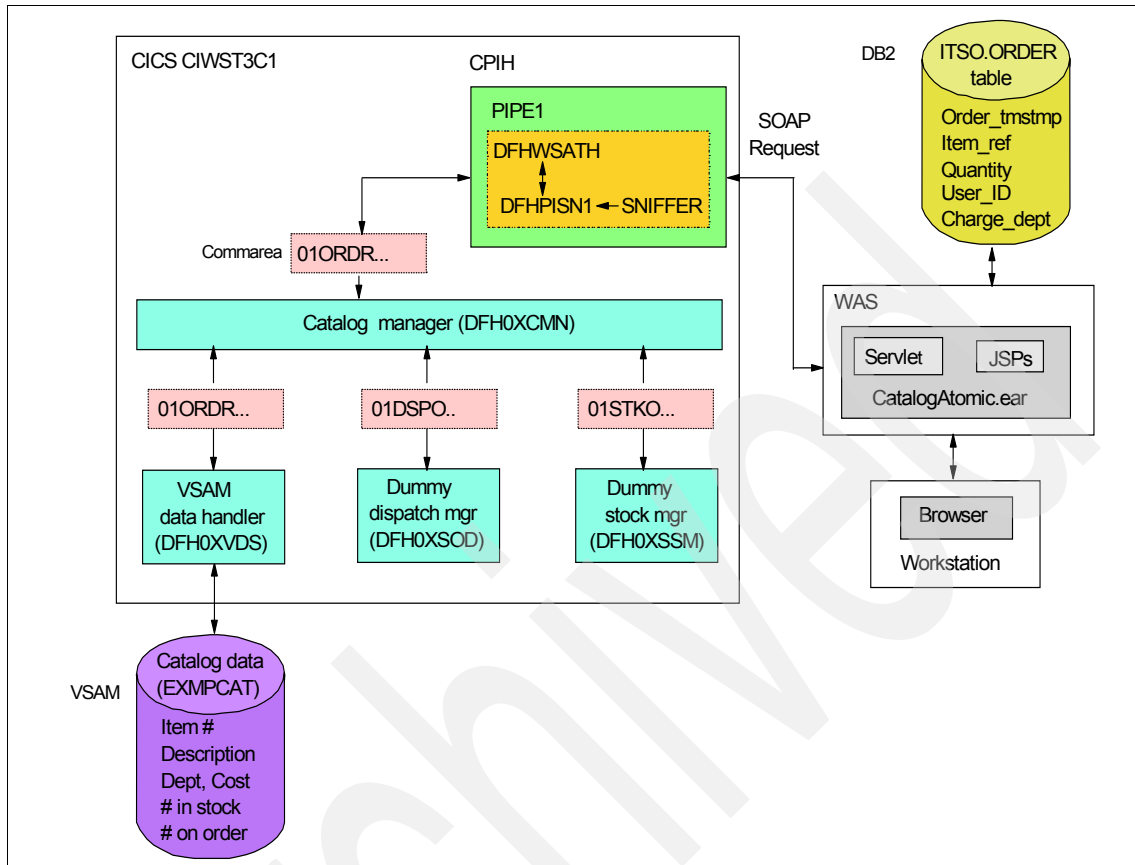 CICS CIWST3C1
CPIH
PIPE1
DFHWSATH
DFHPISN1
SNIFFER
SOAP
Request
DB2
ITSO.ORDER
table
Order_tmstmp
Item_ref
Quantity
User_ID
Charge_dept
Commarea
01ORDR...
Catalog manager (DFH0XCMN)
WAS
Servlet
JSPs
CatalogAtomic.ear
01ORDR...
01DSPO..
01STKO...
VSAM
data handler
(DFH0XVDS)
Dummy
dispatch mgr
(DFH0XSOD)
Dummy
stock mgr
(DFH0XSSM)
Browser
Workstation
VSAM
Catalog data
(EXMPCAT)
Item #
Description
Dept, Cost
# in stock
# on order